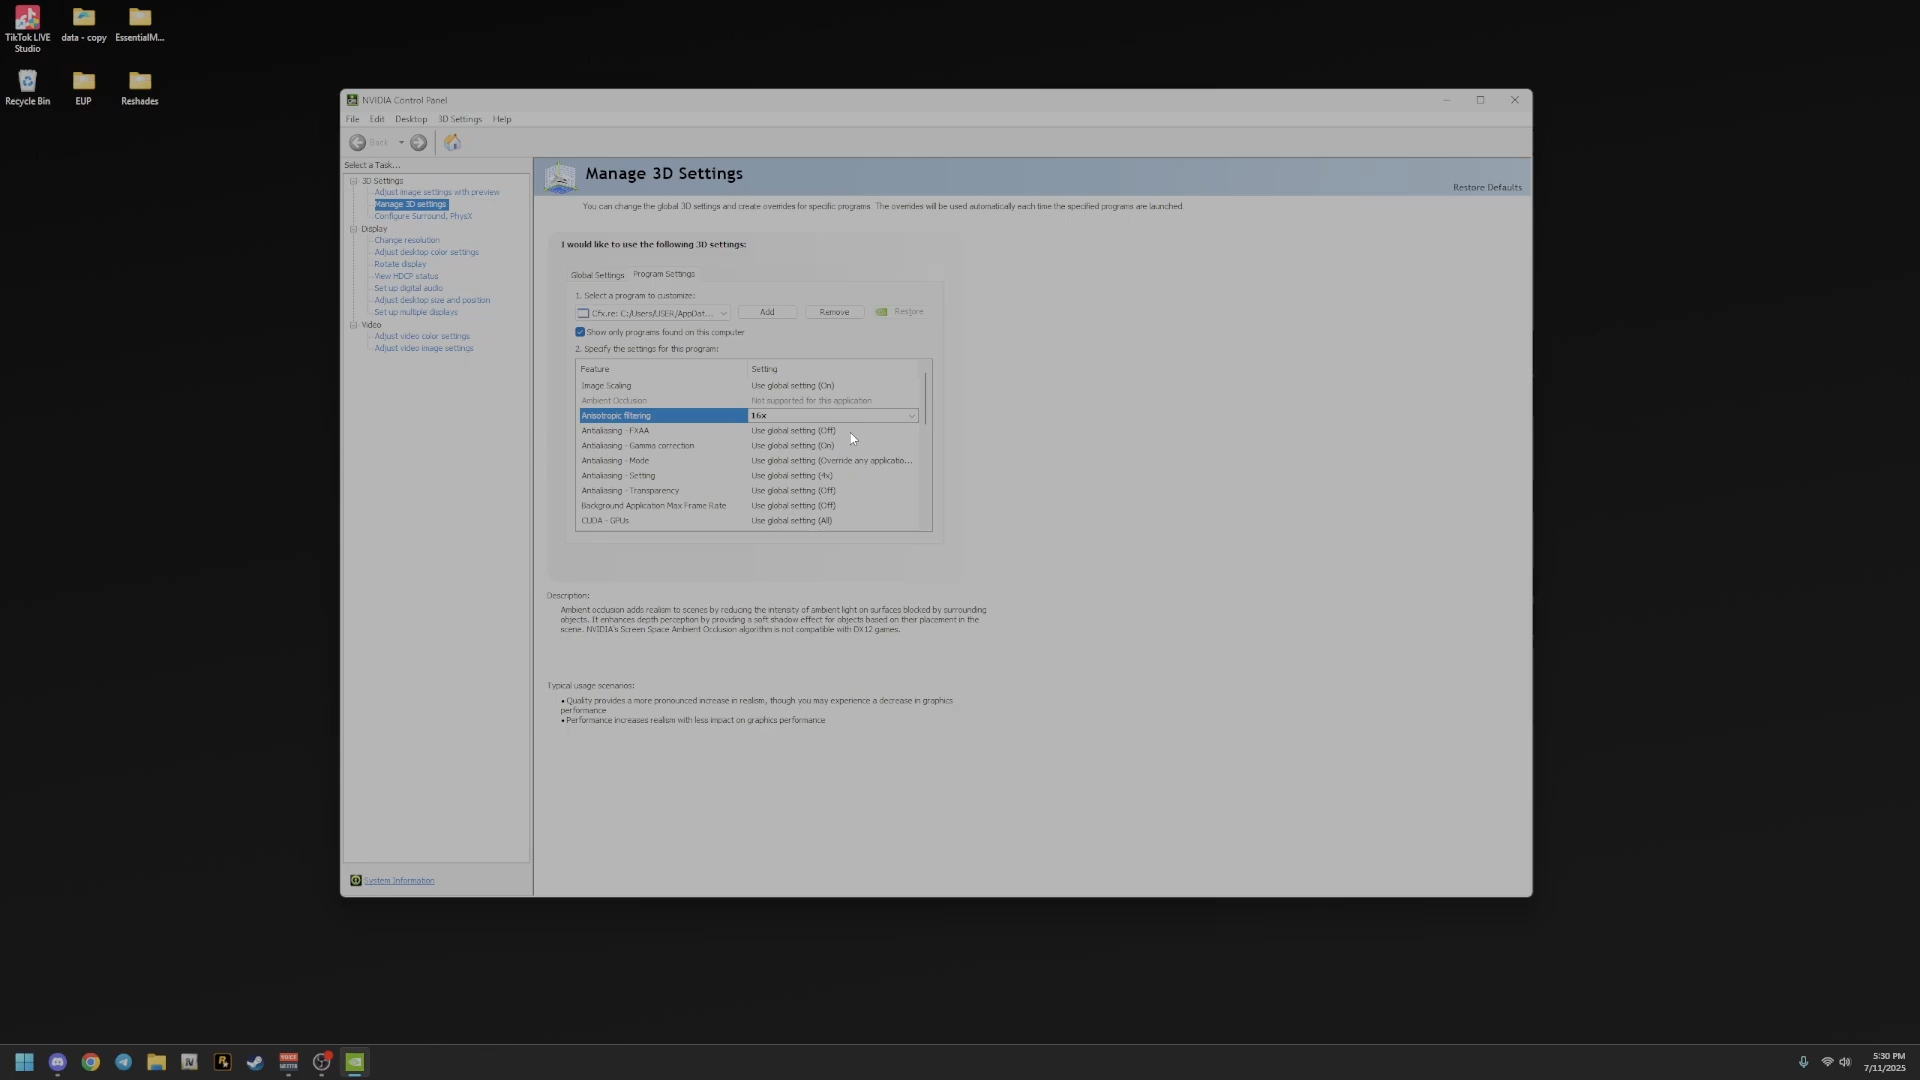 TikTok LIVE
Studio
data - copy
EssentialM...
Recycle Bin
EUP
Reshades
NVIDIA Control Panel
File Edit Desktop 3D Settings Help
Back
Select a Task...
3D Settings
Adjust image settings with preview
Manage 3D settings
Configure Surround, PhysX
Display
Change resolution
Adjust desktop color settings
Rotate display
View HDCP status
Set up digital audio
Adjust desktop size and position
Set up multiple displays
Video
Adjust video color settings
Adjust video image settings
System Information
Manage 3D Settings
Restore Defaults
You can change the global 3D settings and create overrides for specific programs. The overrides will be used automatically each time the specified programs are launched.
I would like to use the following 3D settings:
Global Settings Program Settings
1. Select a program to customize:
Cfx.re: C:/Users/USER/AppDat... Add Remove Restore
Show only programs found on this computer
2. Specify the settings for this program:
Feature Setting
Image Scaling Use global setting (On)
Ambient Occlusion Not supported for this application
Anisotropic filtering 16x
Antialiasing - FXAA Use global setting (Off)
Antialiasing - Gamma correction Use global setting (On)
Antialiasing - Mode Use global setting (Override any applicatio...
Antialiasing - Setting Use global setting (4x)
Antialiasing - Transparency Use global setting (Off)
Background Application Max Frame Rate Use global setting (Off)
CUDA - GPUs Use global setting (All)
Description:
Ambient occlusion adds realism to scenes by reducing the intensity of ambient light on surfaces blocked by surrounding
objects. It enhances depth perception by providing a soft shadow effect for objects based on their placement in the
scene. NVIDIA's Screen Space Ambient Occlusion algorithm is not compatible with DX12 games.
Typical usage scenarios:
• Quality provides a more pronounced increase in realism, though you may experience a decrease in graphics
performance
• Performance increases realism with less impact on graphics performance
VOICE
MEETER
5:30 PM
7/11/2025